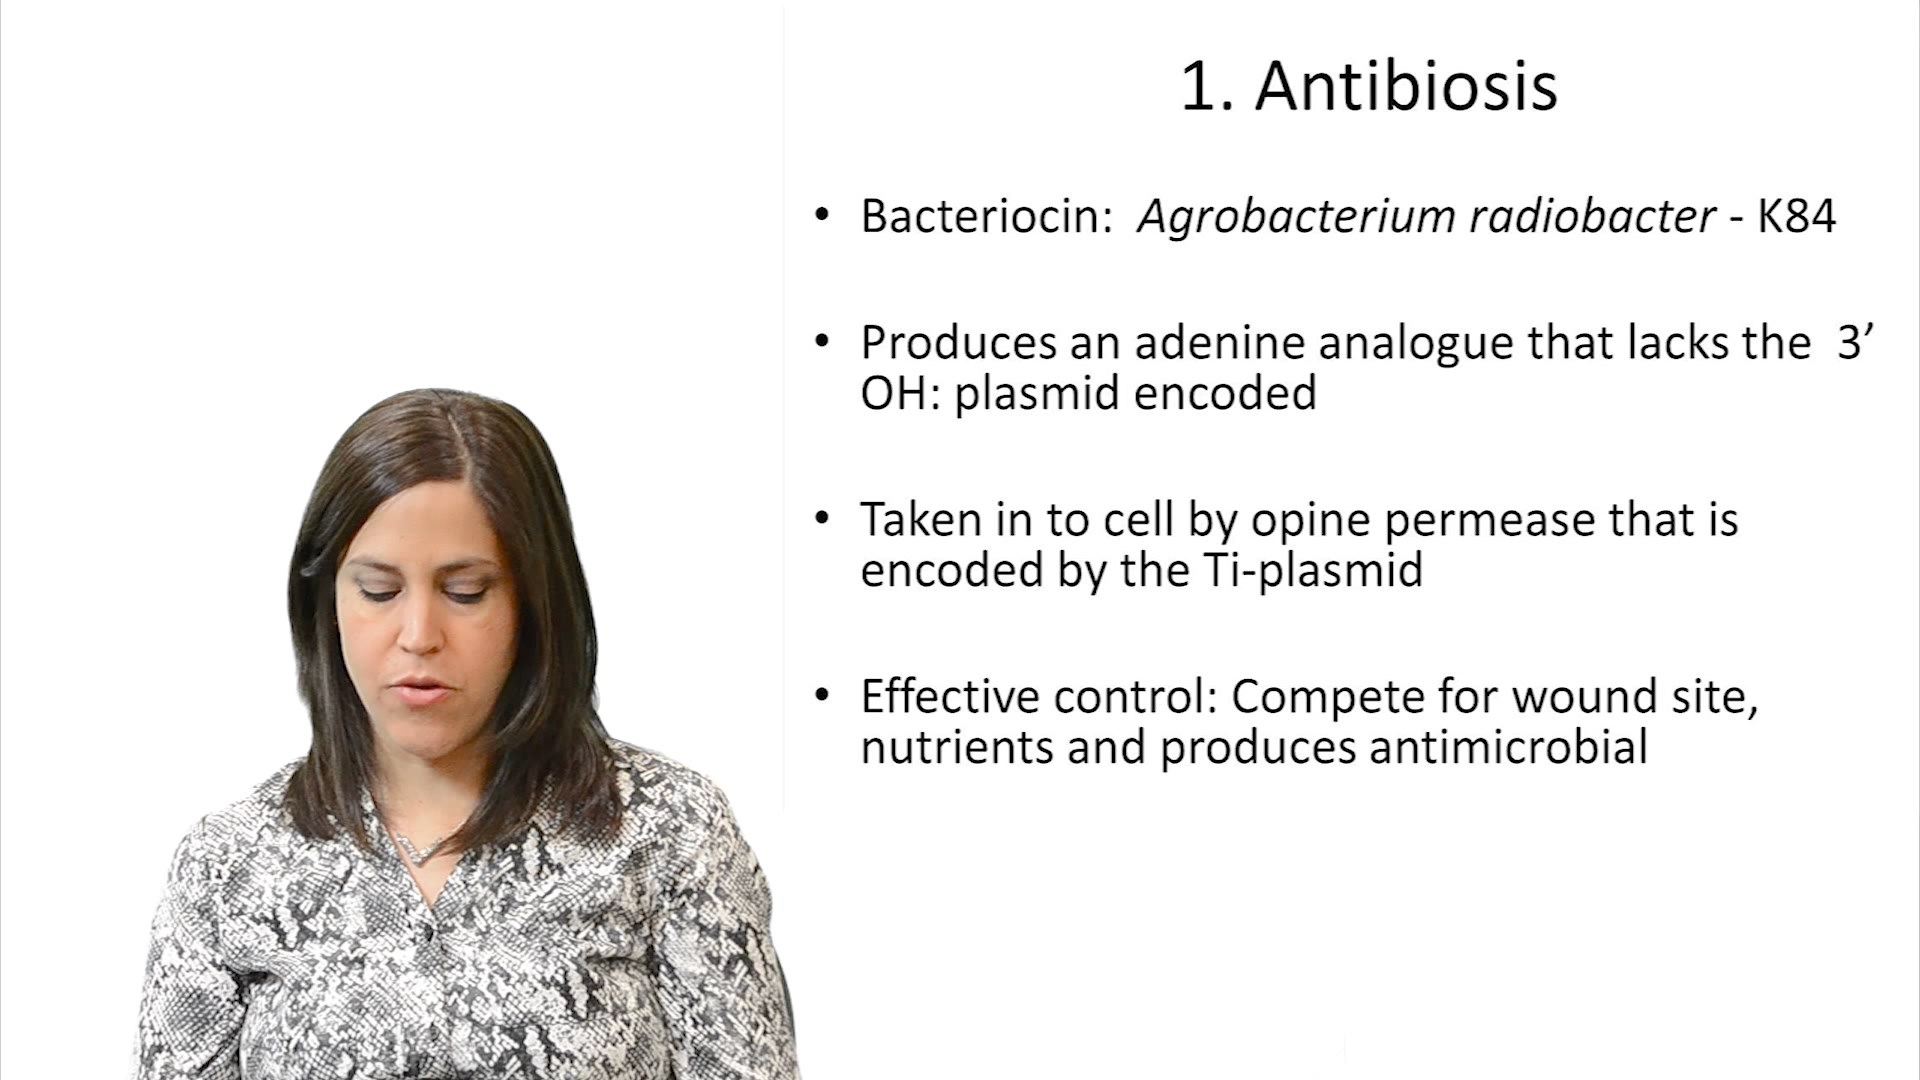 1. Antibiosis
• Bacteriocin:  Agrobacterium radiobacter - K84
• Produces an adenine analogue that lacks the  3’
OH: plasmid encoded
• Taken in to cell by opine permease that is
encoded by the Ti-plasmid
• Effective control: Compete for wound site,
nutrients and produces antimicrobial